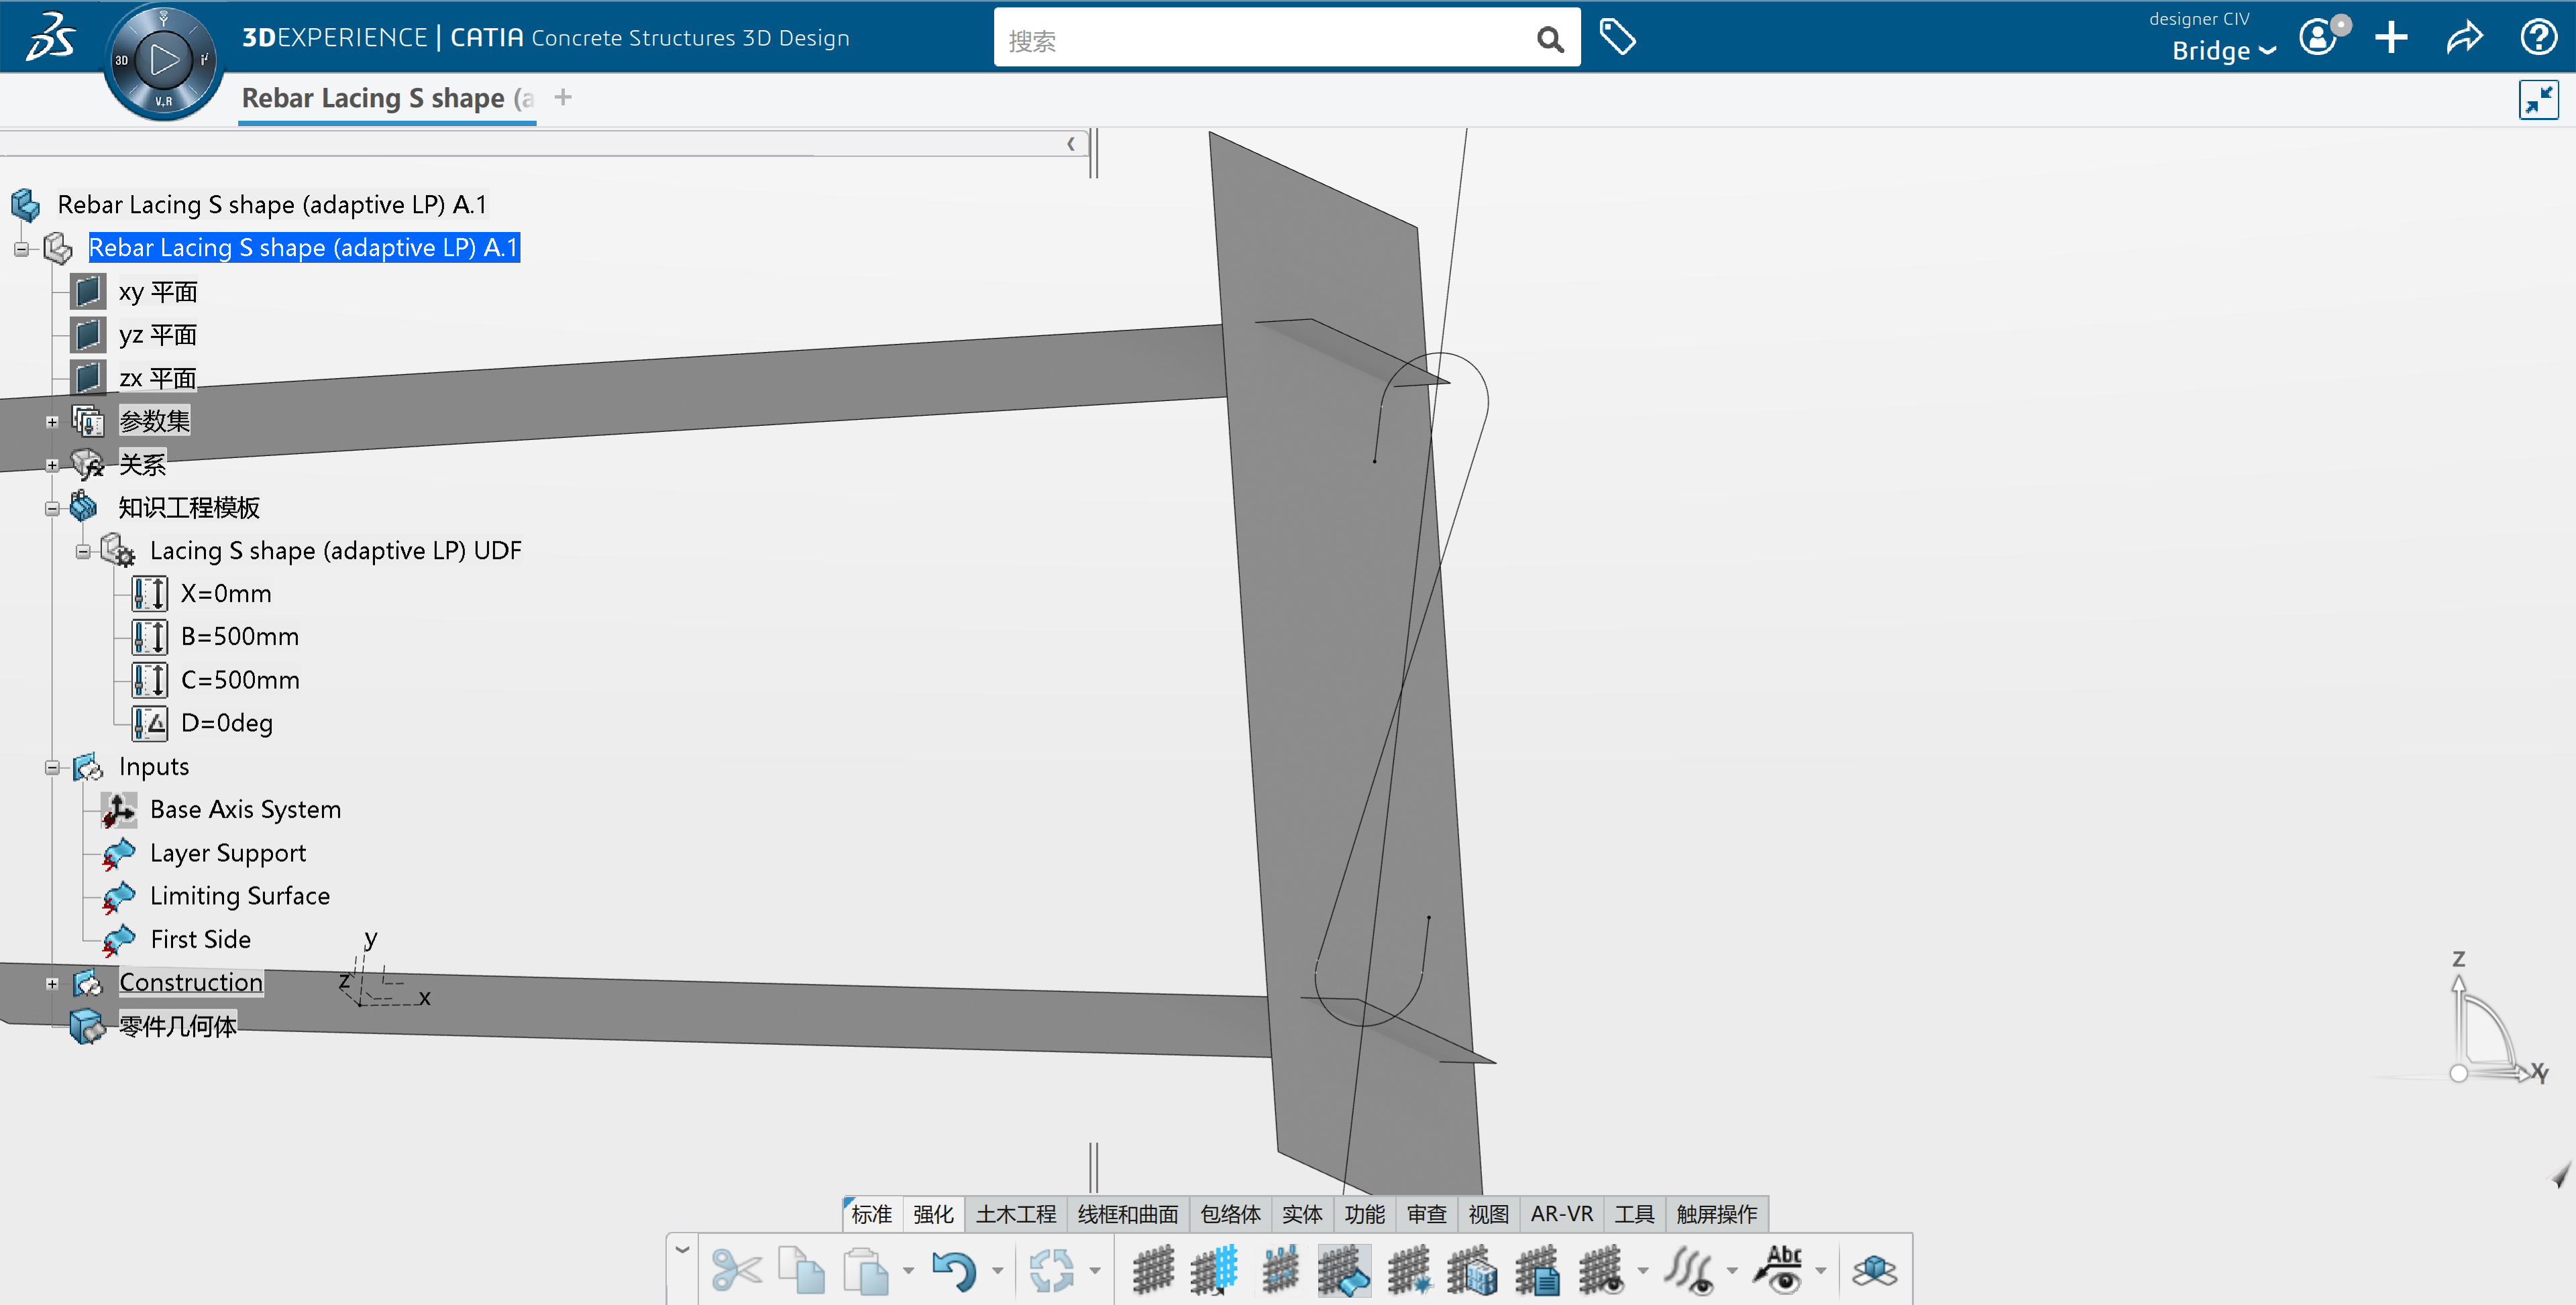 designer CIV
3DEXPERIENCE | CATIA Concrete Structures 3D Design
搜索
Bridge
3D
V,R
Rebar Lacing S shape (a
Rebar Lacing S shape (adaptive LP) A.1
Rebar Lacing S shape (adaptive LP) A.1
xy 平面
yz 平面
zx 平面
参数集
关系
知识工程模板
Lacing S shape (adaptive LP) UDF
X=0mm
B=500mm
C=500mm
D=0deg
Inputs
Base Axis System
Layer Support
Limiting Surface
First Side
Construction
零件几何体
y
z
x
Z
X
Y
标准 强化 土木工程 线框和曲面 包络体 实体 功能 审查 视图 AR-VR 工具 触屏操作
Abc